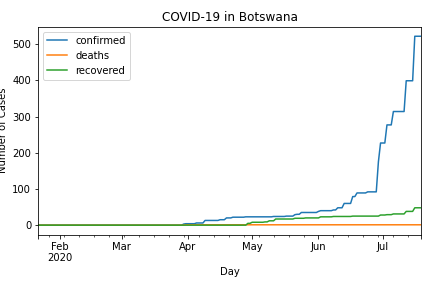 COVID-19 in Botswana
confirmed
deaths
recovered
500
400
300
200
100
0
Number of Cases
Feb
2020
Mar
Apr
May
Jun
Jul
Day